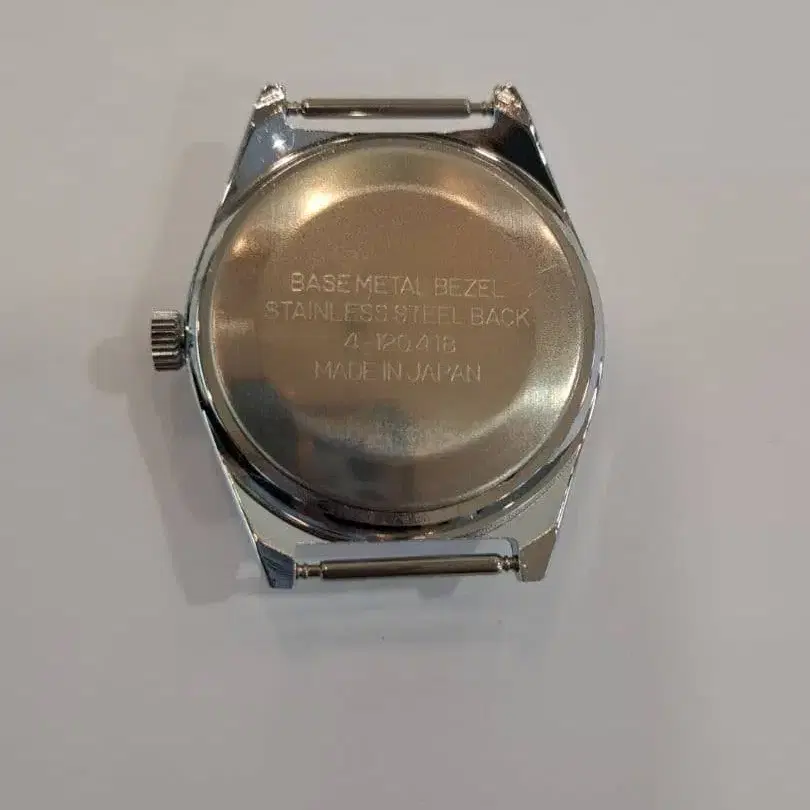 BASE METAL BEZEL
STAINLESS STEEL BACK
4-120418
MADE IN JAPAN